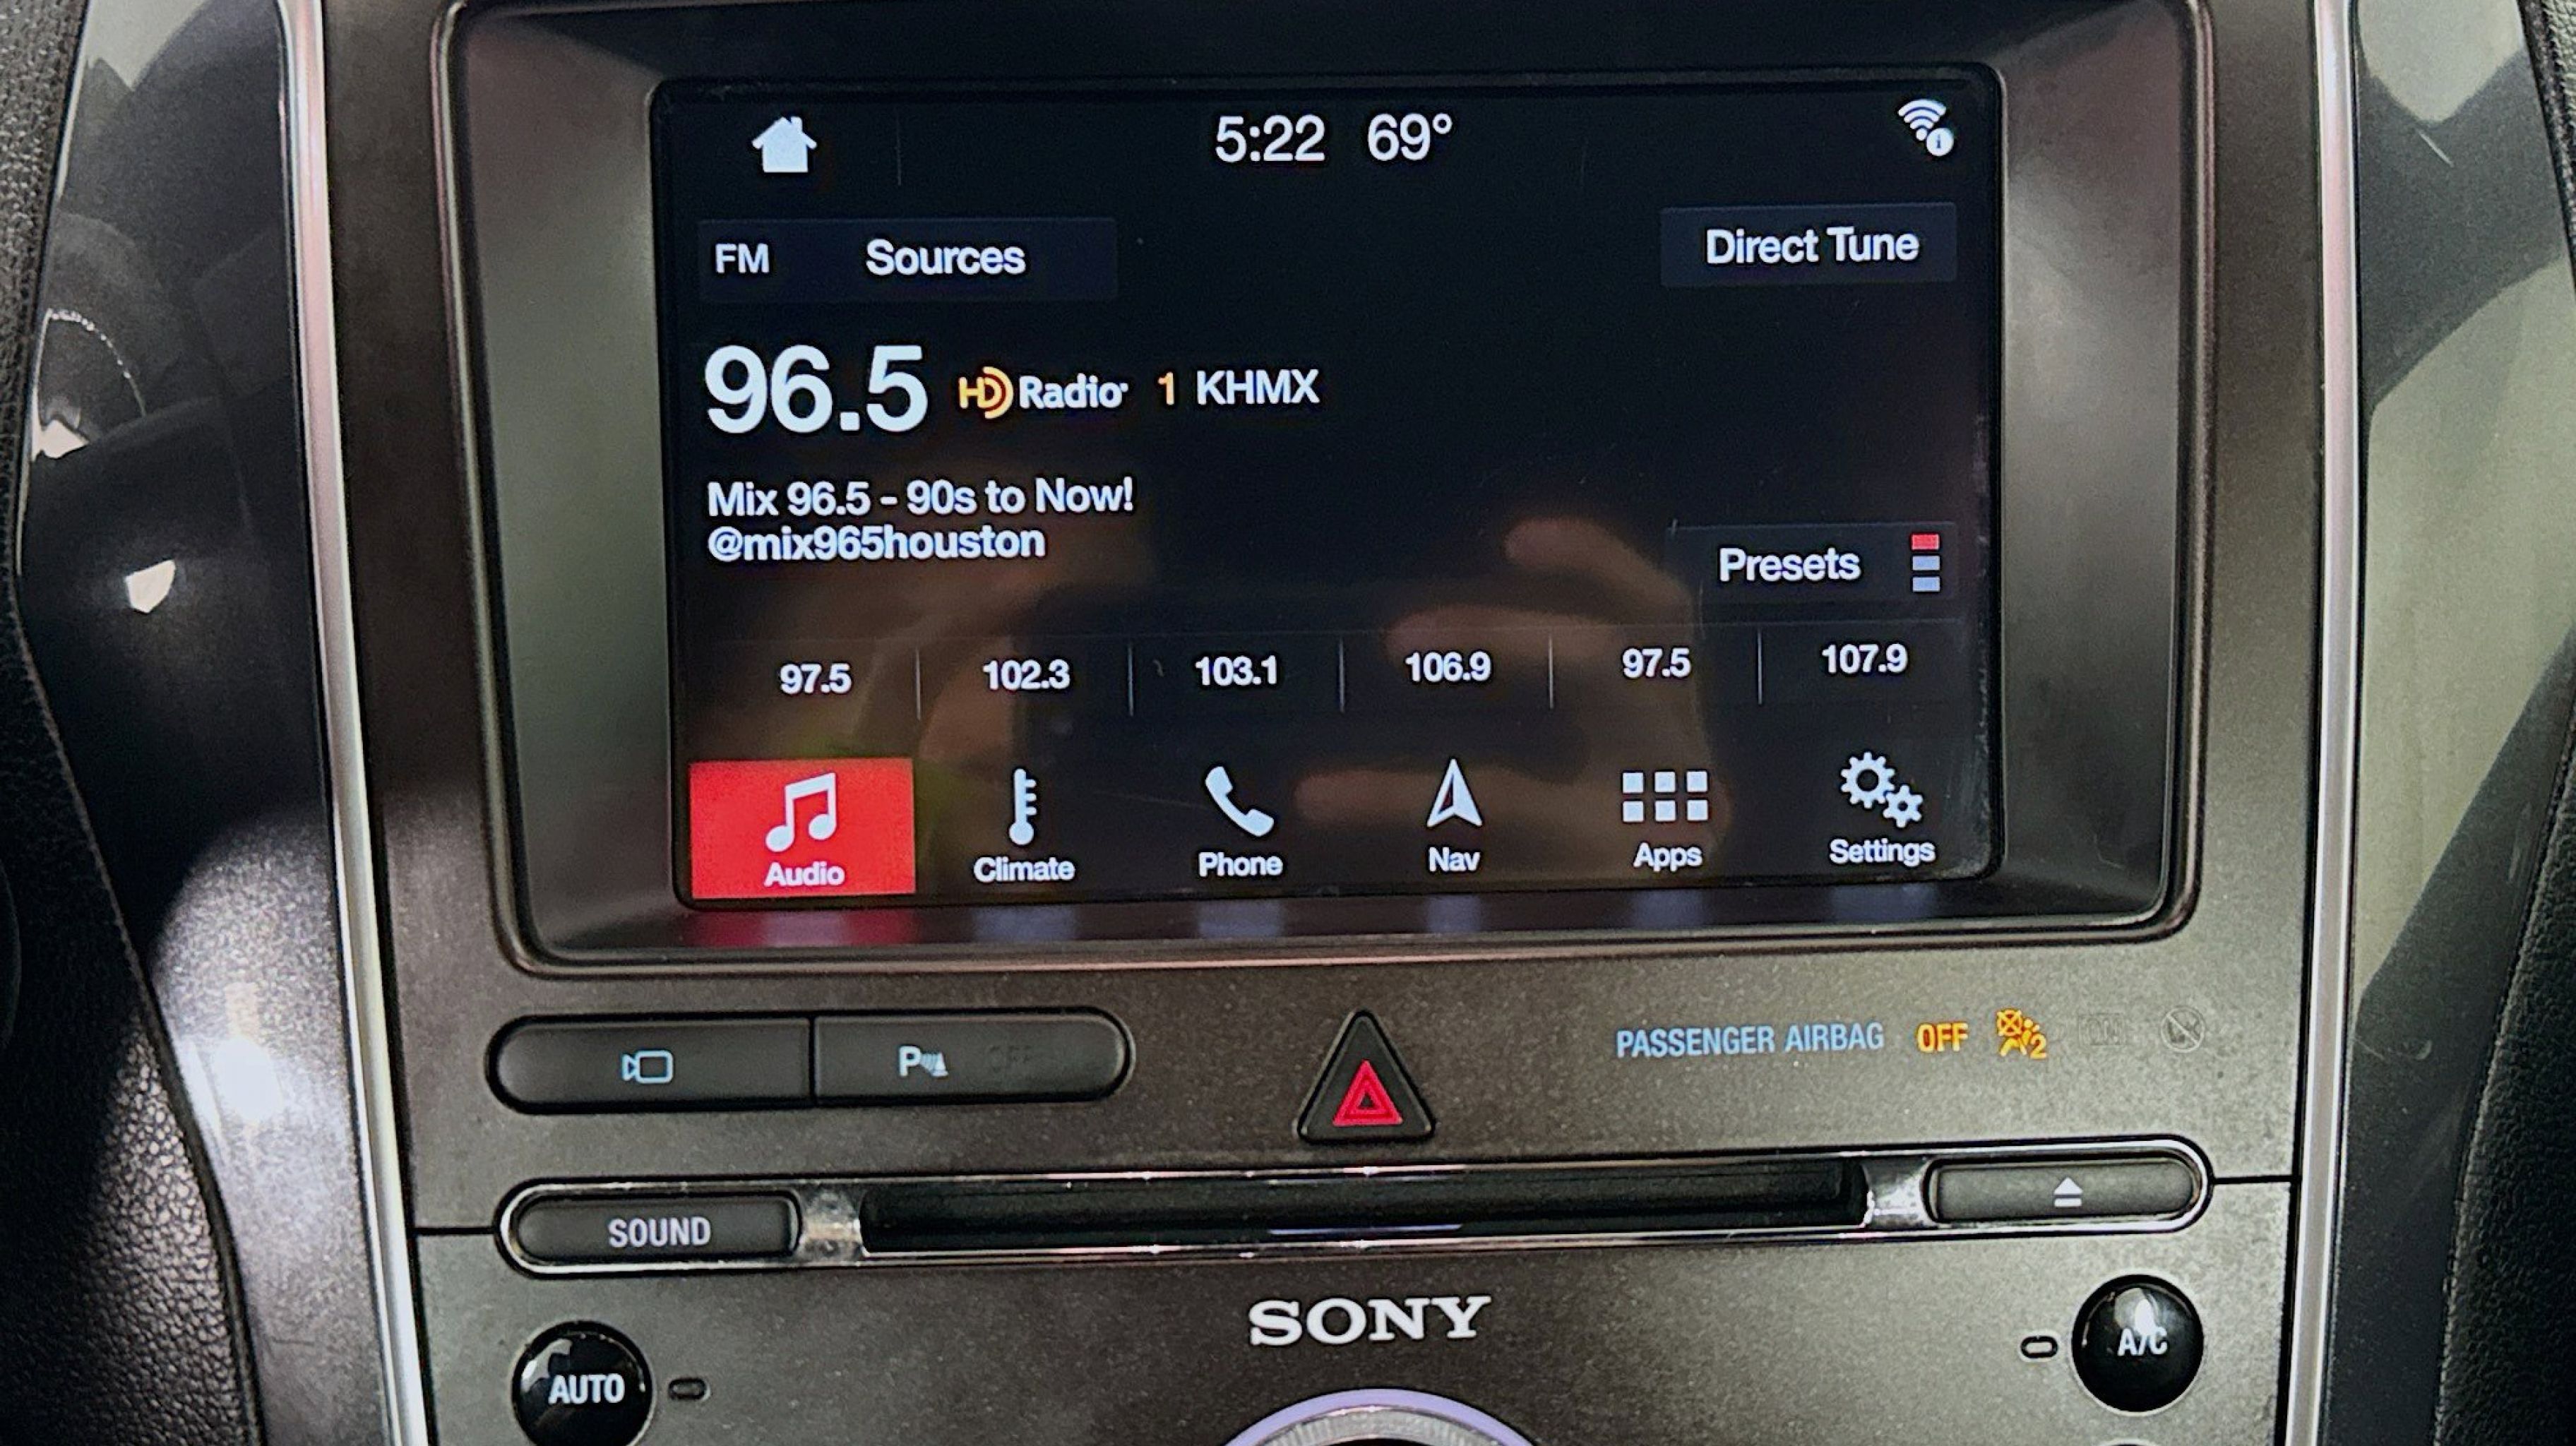 5:22 69°
FM Sources Direct Tune
96.5 HD Radio 1 KHMX
Mix 96.5 - 90s to Now!
@mix965houston
Presets
97.5 102.3 103.1 106.9 97.5 107.9
Audio Climate Phone Nav Apps Settings
P OFF
PASSENGER AIRBAG OFF 2
SOUND
SONY
AUTO
A/C